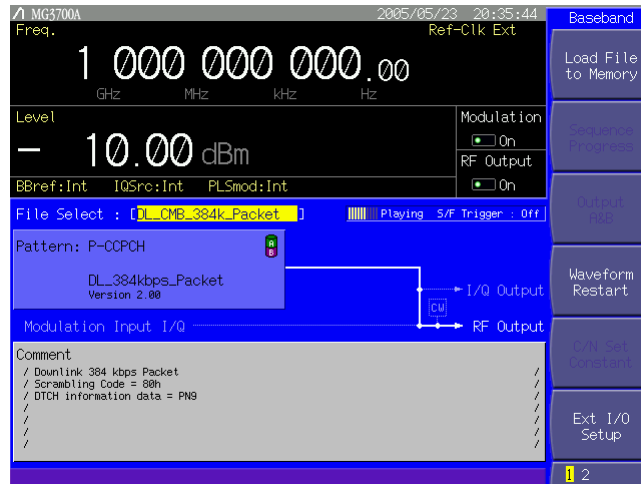 MG3700A 2005/05/23 20:35:44
Freq. Ref-Clk Ext
1 000 000 000.00
GHz MHz kHz Hz
Level
- 10.00 dBm
Modulation
On
RF Output
On
BBref:Int IQSrc:Int PLSmod:Int
File Select : [DL_CMB_384k_Packet ] Playing S/F Trigger : Off
Pattern: P-CCPCH
A
B
DL_384kbps_Packet
Version 2.00
I/Q Output
CW
Modulation Input I/Q
RF Output
Comment
/ Downlink 384 kbps Packet /
/ Scrambling Code = 80h /
/ DTCH information data = PN9 /
/ /
/ /
/ /
/ /
Baseband
Load File
to Memory
Sequence
Progress
Output
A&B
Waveform
Restart
C/N Set
Constant
Ext I/O
Setup
1 2